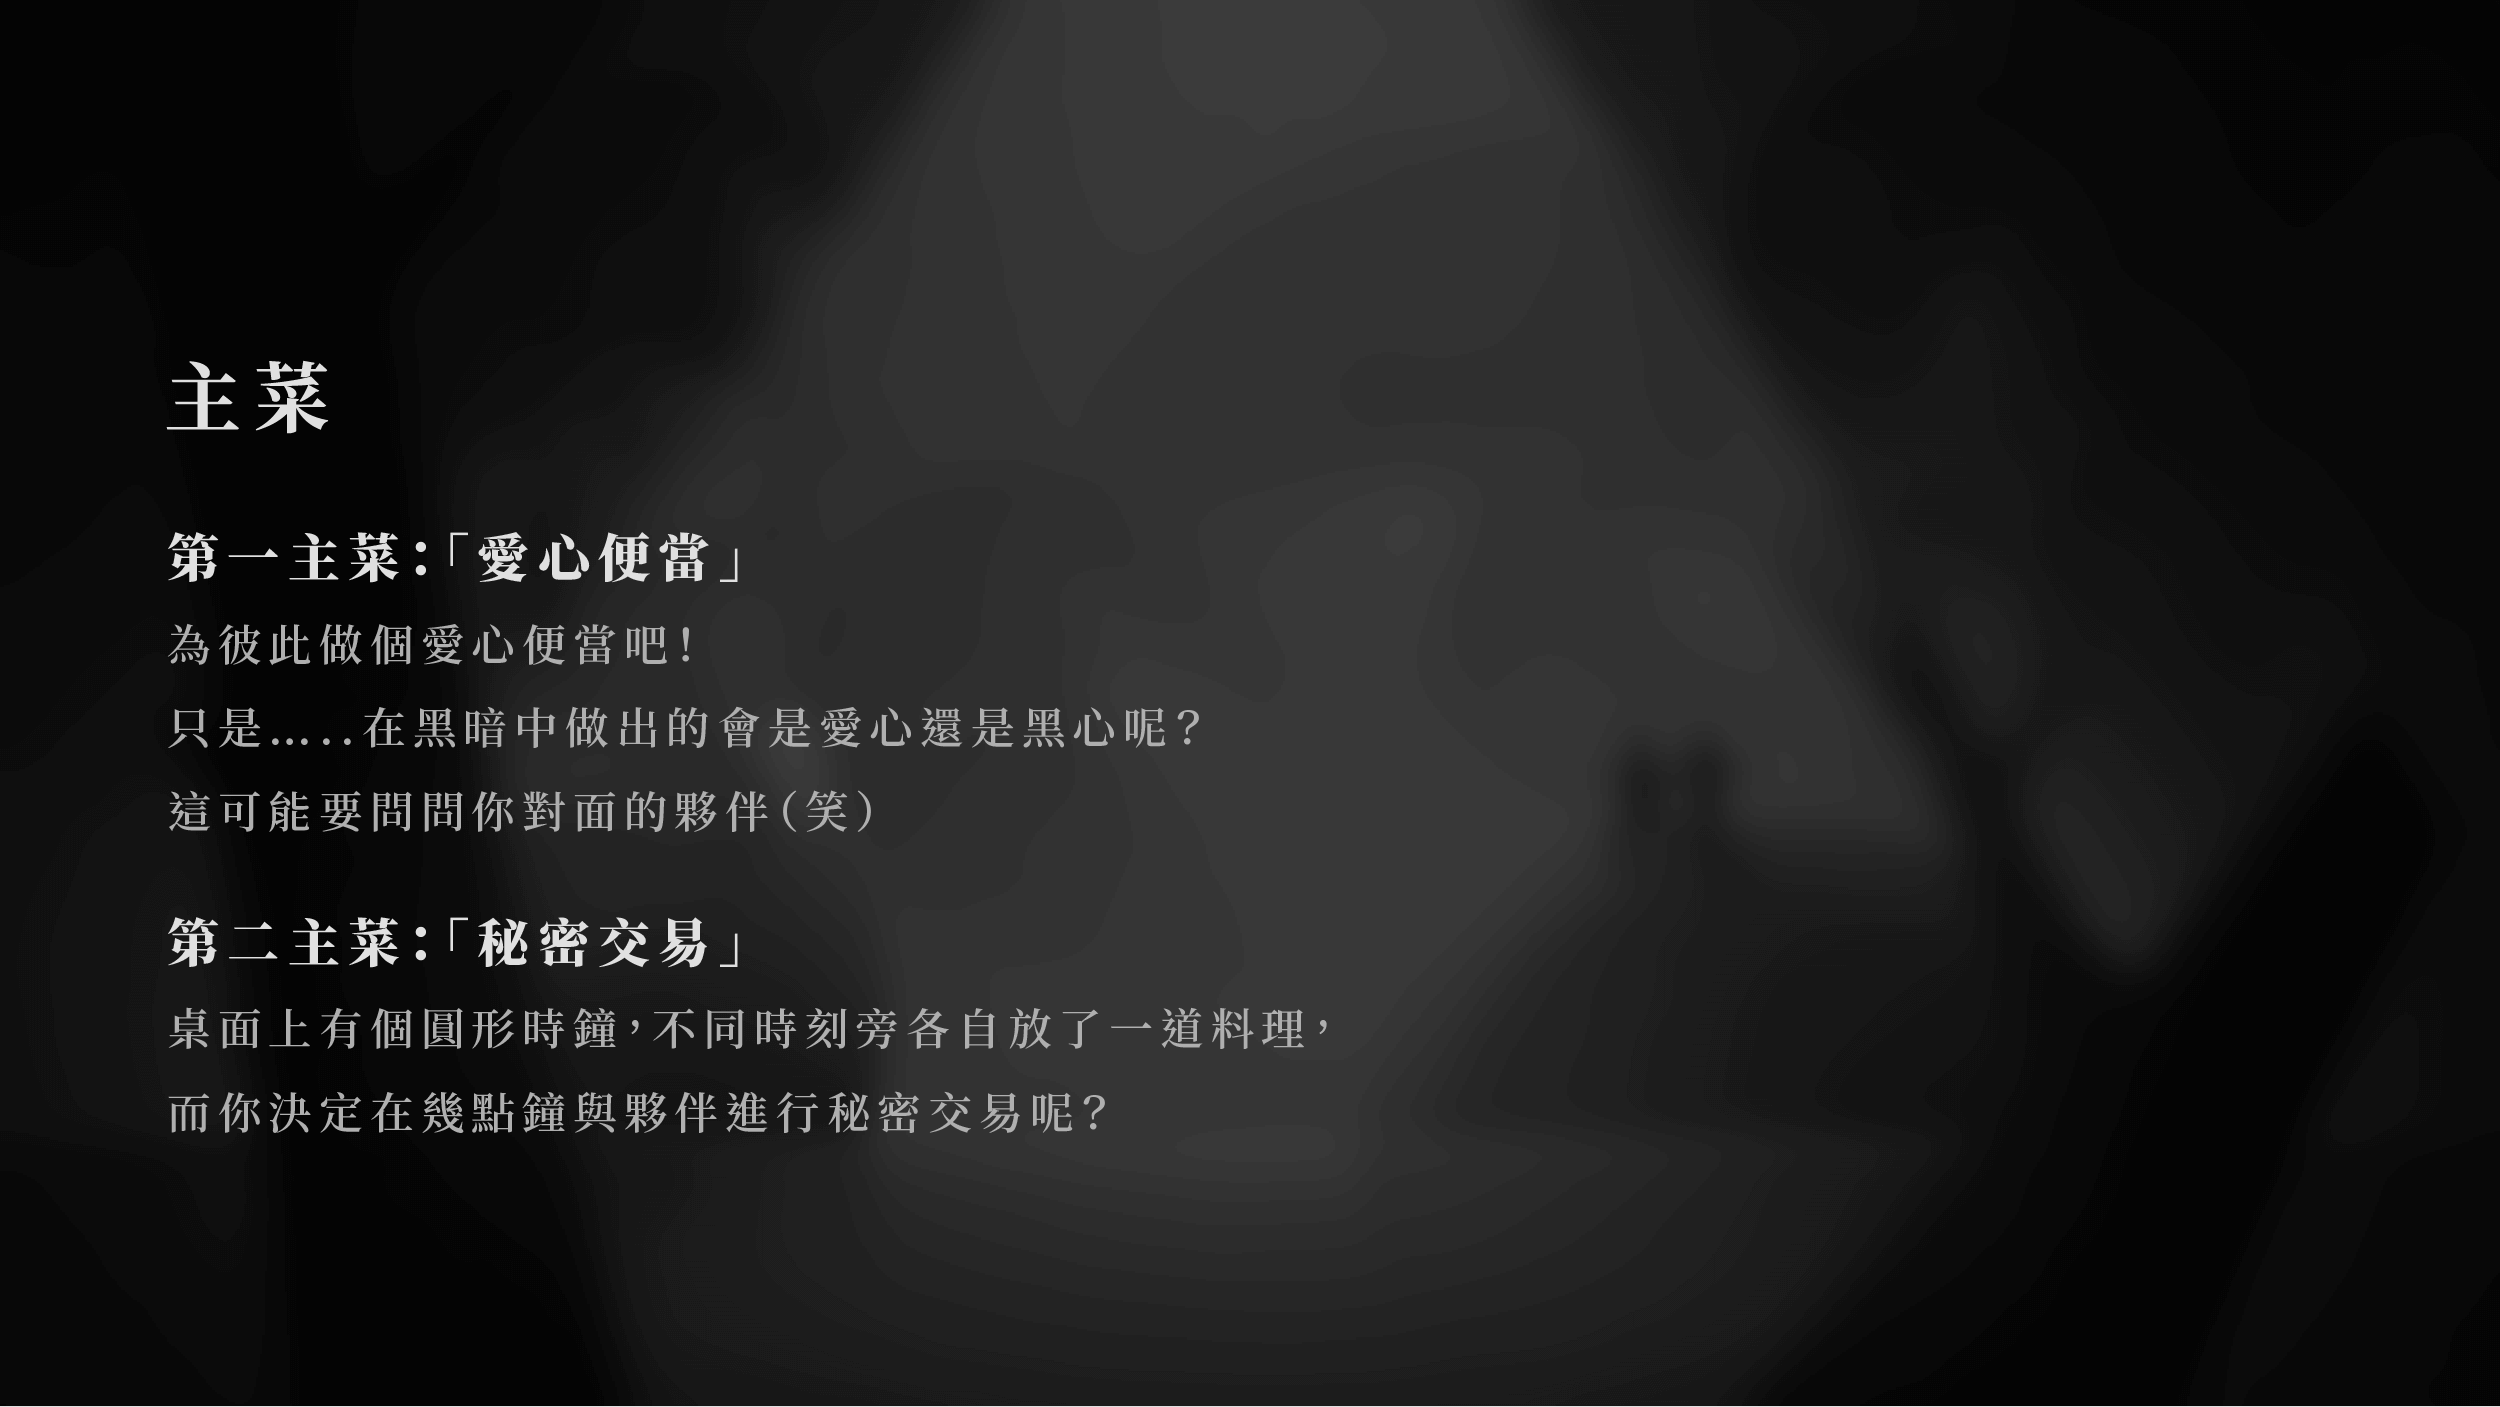 主菜
第一主菜：「愛心便當」
為彼此做個愛心便當吧！
只是.....在黑暗中做出的會是愛心還是黑心呢？
這可能要問問你對面的夥伴（笑）
第二主菜：「秘密交易」
桌面上有個圓形時鐘，不同時刻旁各自放了一道料理，
而你決定在幾點鐘與夥伴進行秘密交易呢？